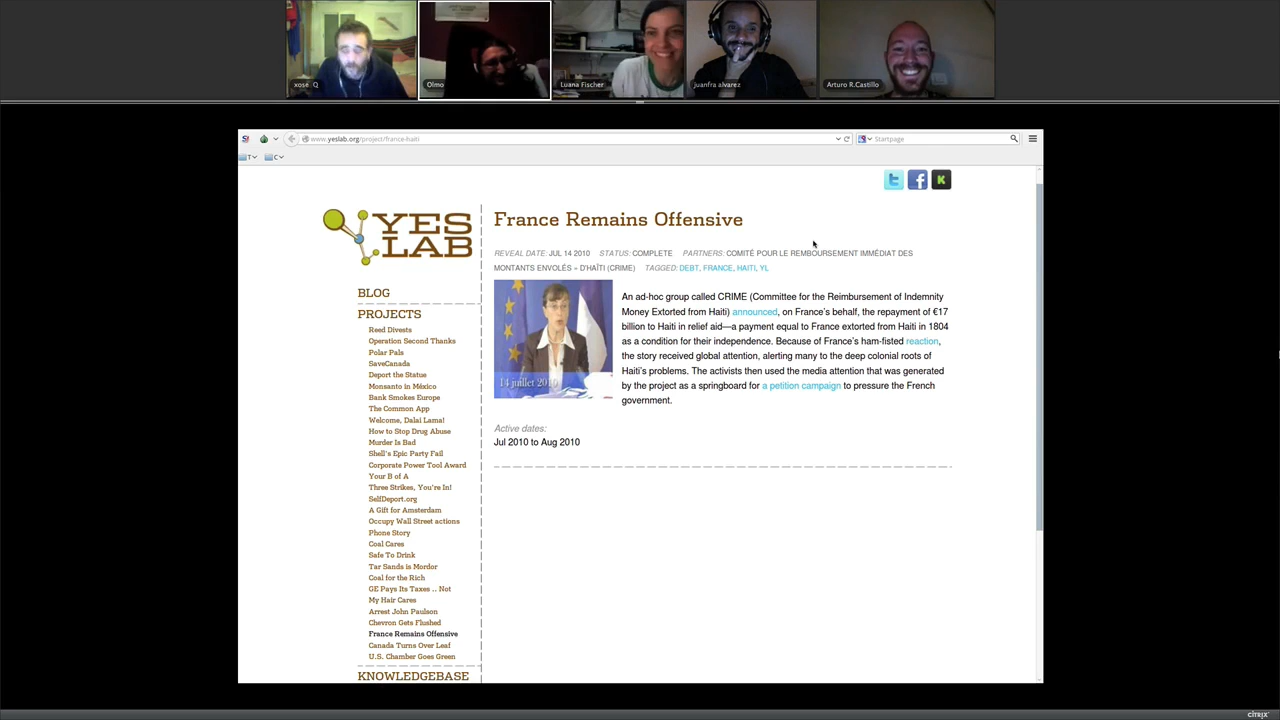 xose Q
Olmo
Luana Fischer
juanfra alvarez
Arturo R.Castillo
www.yeslab.org/project/france-haiti
Startpage
T
C
YES
LAB
BLOG
PROJECTS
Reed Divests
Operation Second Thanks
Polar Pals
SaveCanada
Deport the Statue
Monsanto in México
Bank Smokes Europe
The Common App
Welcome, Dalai Lama!
How to Stop Drug Abuse
Murder Is Bad
Shell's Epic Party Fail
Corporate Power Tool Award
Your B of A
Three Strikes, You're In!
SelfDeport.org
A Gift for Amsterdam
Occupy Wall Street actions
Phone Story
Coal Cares
Safe To Drink
Tar Sands is Mordor
Coal for the Rich
GE Pays Its Taxes .. Not
My Hair Cares
Arrest John Paulson
Chevron Gets Flushed
France Remains Offensive
Canada Turns Over Leaf
U.S. Chamber Goes Green
KNOWLEDGEBASE
France Remains Offensive
REVEAL DATE: JUL 14 2010 STATUS: COMPLETE PARTNERS: COMITÉ POUR LE REMBOURSEMENT IMMÉDIAT DES
MONTANTS ENVOLÉS » D'HAÏTI (CRIME) TAGGED: DEBT, FRANCE, HAITI, YL
14 juillet 2010
An ad-hoc group called CRIME (Committee for the Reimbursement of Indemnity
Money Extorted from Haiti) announced, on France's behalf, the repayment of €17
billion to Haiti in relief aid—a payment equal to France extorted from Haiti in 1804
as a condition for their independence. Because of France's ham-fisted reaction,
the story received global attention, alerting many to the deep colonial roots of
Haiti's problems. The activists then used the media attention that was generated
by the project as a springboard for a petition campaign to pressure the French
government.
Active dates:
Jul 2010 to Aug 2010
CITRIX